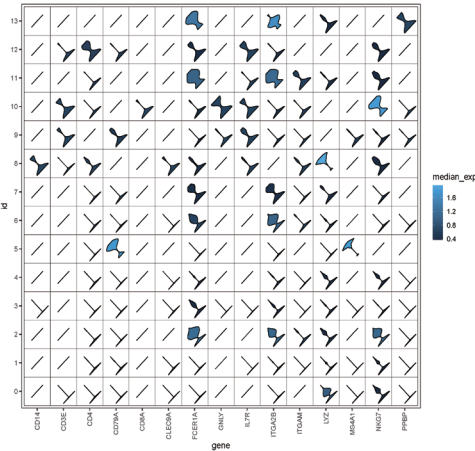 13
12
11
10
9
8
7
6
5
4
3
2
1
0
id
CD14
CD3E
CD4
CD79A
CD8A
CLEC9A
FCER1A
GNLY
IL7R
ITGA2B
ITGAM
LYZ
MS4A1
NKG7
PPBP
gene
median_exp
1.6
1.2
0.8
0.4